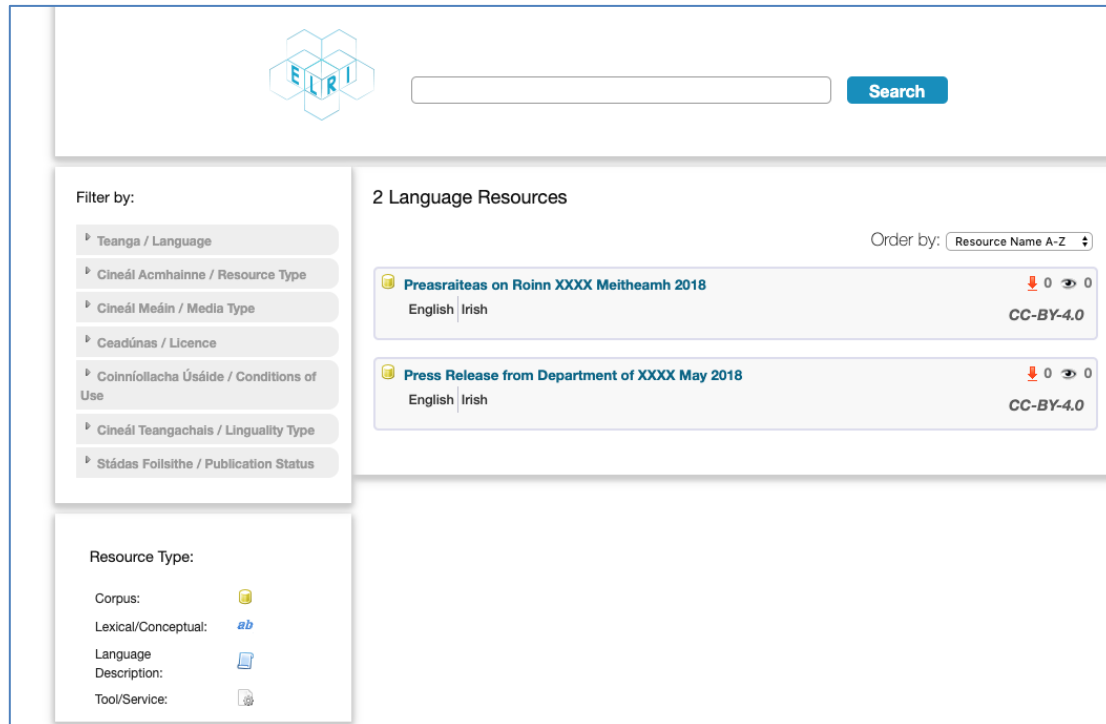 ELRI
Search
Filter by:
Teanga / Language
Cineál Acmhainne / Resource Type
Cineál Meáin / Media Type
Ceadúnas / Licence
Coinníollacha Úsáide / Conditions of
Use
Cineál Teangachais / Linguality Type
Stádas Foilsithe / Publication Status
2 Language Resources
Order by: Resource Name A-Z
Preasraiteas on Roinn XXXX Meitheamh 2018 0 0
English Irish
CC-BY-4.0
Press Release from Department of XXXX May 2018 0 0
English Irish
CC-BY-4.0
Resource Type:
Corpus:
Lexical/Conceptual: ab
Language
Description:
Tool/Service: